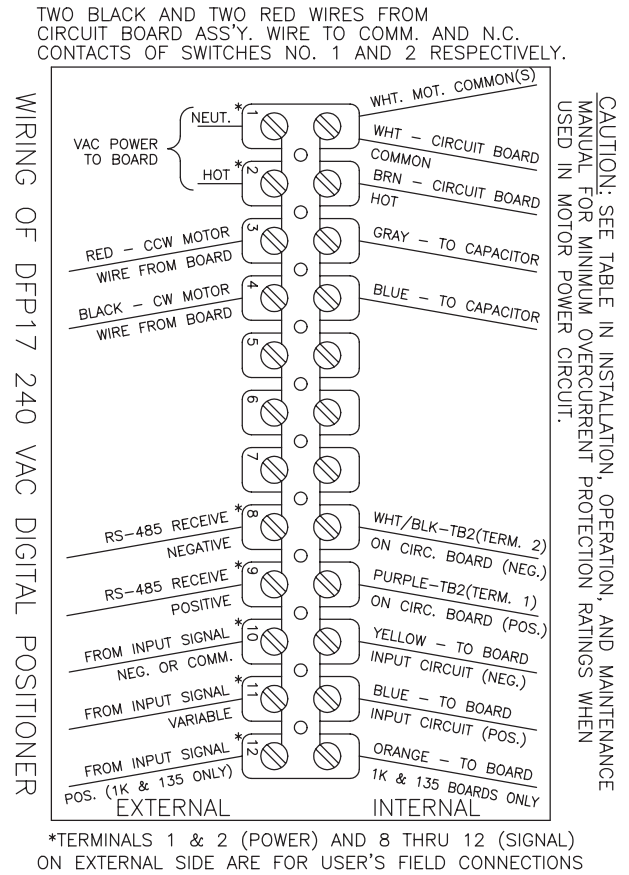 TWO BLACK AND TWO RED WIRES FROM
CIRCUIT BOARD ASS'Y. WIRE TO COMM. AND N.C.
CONTACTS OF SWITCHES NO. 1 AND 2 RESPECTIVELY.
WIRING OF DFP17 240 VAC DIGITAL POSITIONER
VAC POWER
TO BOARD
NEUT. *
1
WHT. MOT. COMMON(S)
WHT – CIRCUIT BOARD
COMMON
HOT *
2
BRN – CIRCUIT BOARD
HOT
RED – CCW MOTOR
WIRE FROM BOARD
3
GRAY – TO CAPACITOR
BLACK – CW MOTOR
WIRE FROM BOARD
4
BLUE – TO CAPACITOR
5
6
7
RS-485 RECEIVE *
NEGATIVE
8
WHT/BLK-TB2(TERM. 2)
ON CIRC. BOARD (NEG.)
RS-485 RECEIVE *
POSITIVE
9
PURPLE-TB2(TERM. 1)
ON CIRC. BOARD (POS.)
FROM INPUT SIGNAL *
NEG. OR COMM.
10
YELLOW – TO BOARD
INPUT CIRCUIT (NEG.)
FROM INPUT SIGNAL *
VARIABLE
11
BLUE – TO BOARD
INPUT CIRCUIT (POS.)
FROM INPUT SIGNAL *
POS. (1K & 135 ONLY)
12
ORANGE – TO BOARD
1K & 135 BOARDS ONLY
EXTERNAL
INTERNAL
CAUTION: SEE TABLE IN INSTALLATION, OPERATION, AND MAINTENANCE
MANUAL FOR MINIMUM OVERCURRENT PROTECTION RATINGS WHEN
USED IN MOTOR POWER CIRCUIT.
*TERMINALS 1 & 2 (POWER) AND 8 THRU 12 (SIGNAL)
ON EXTERNAL SIDE ARE FOR USER'S FIELD CONNECTIONS